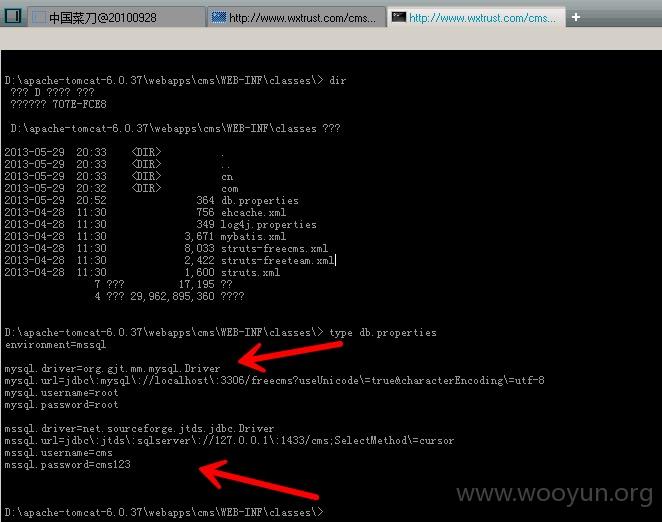 中国菜刀@20100928
http://www.wxtrust.com/cms...
http://www.wxtrust.com/cms...
+
D:\apache-tomcat-6.0.37\webapps\cms\WEB-INF\classes\> dir
??? D ???? ???
?????? 707E-FCE8
D:\apache-tomcat-6.0.37\webapps\cms\WEB-INF\classes ???
2013-05-29 20:33 <DIR> .
2013-05-29 20:33 <DIR> ..
2013-05-29 20:33 <DIR> cn
2013-05-29 20:32 <DIR> com
2013-05-29 20:52 364 db.properties
2013-04-28 11:30 756 ehcache.xml
2013-04-28 11:30 349 log4j.properties
2013-04-28 11:30 3,671 mybatis.xml
2013-04-28 11:30 8,033 struts-freecms.xml
2013-04-28 11:30 2,422 struts-freeteam.xml
2013-04-28 11:30 1,600 struts.xml
7 ??? 17,195 ??
4 ??? 29,962,895,360 ????
D:\apache-tomcat-6.0.37\webapps\cms\WEB-INF\classes\> type db.properties
environment=mssql
mysql.driver=org.gjt.mm.mysql.Driver
mysql.url=jdbc\:mysql\://localhost\:3306/freecms?useUnicode\=true&characterEncoding\=utf-8
mysql.username=root
mysql.password=root
mssql.driver=net.sourceforge.jtds.jdbc.Driver
mssql.url=jdbc\:jtds\:sqlserver\://127.0.0.1\:1433/cms;SelectMethod\=cursor
mssql.username=cms
mssql.password=cms123
D:\apache-tomcat-6.0.37\webapps\cms\WEB-INF\classes\>
www.wooyun.org